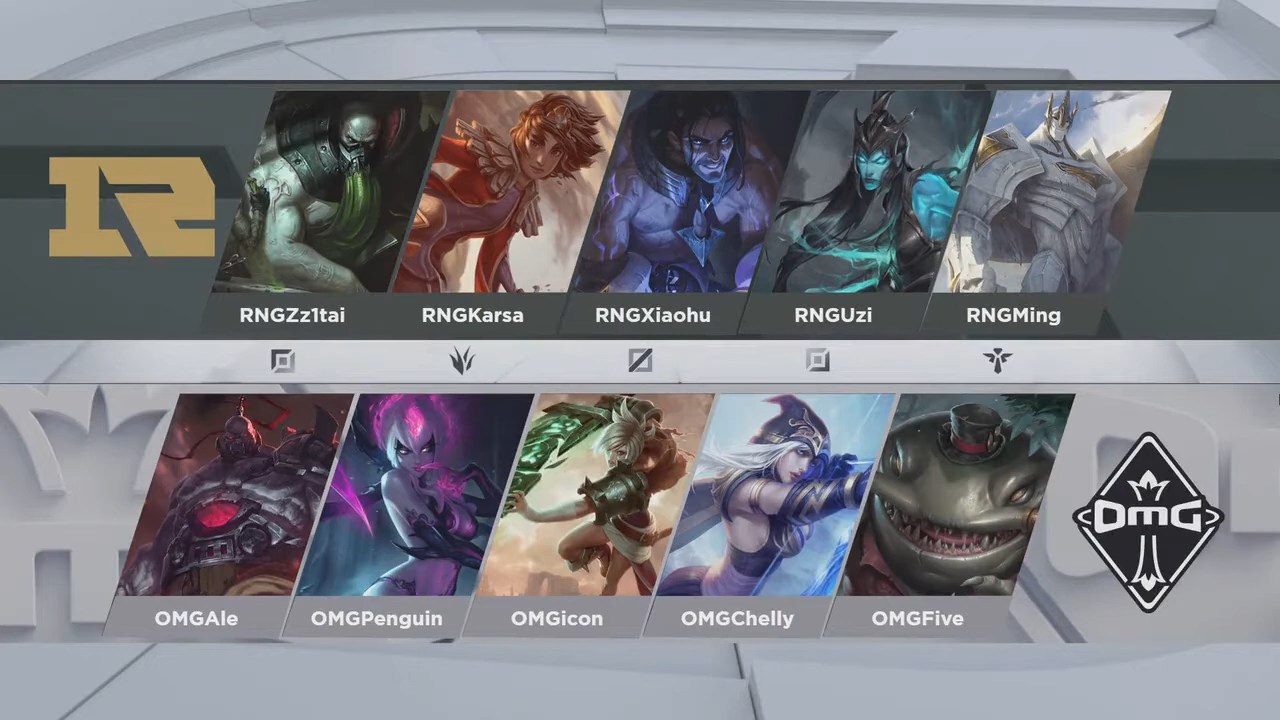 R
RNGZz1tai
RNGKarsa
RNGXiaohu
RNGUzi
RNGMing
OMGAle
OMGPenguin
OMGicon
OMGChelly
OMGFive
OMG